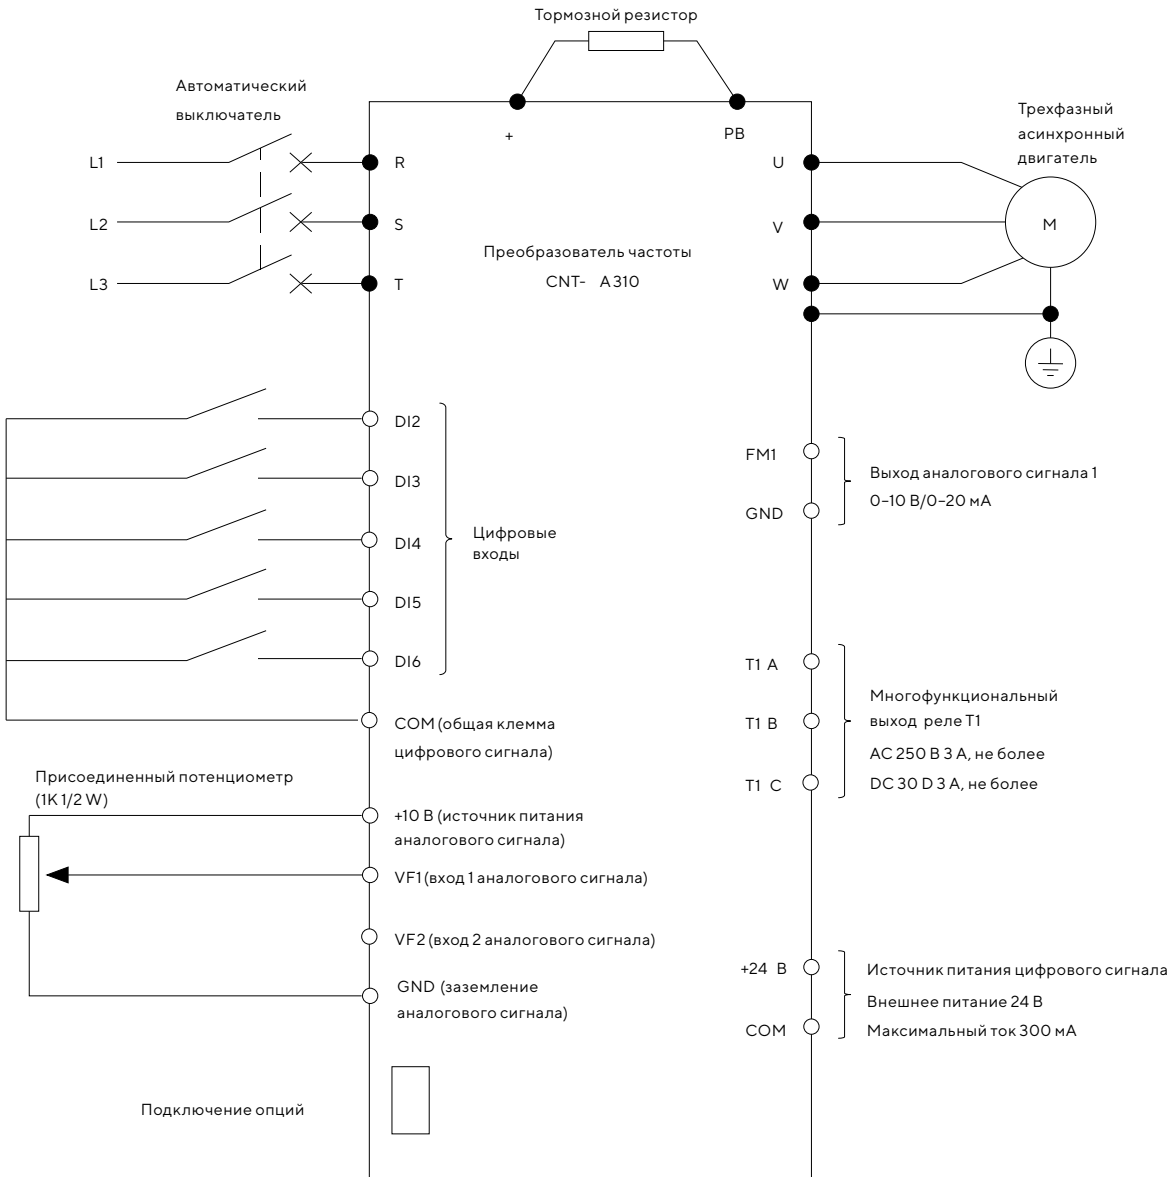 Тормозной резистор
Автоматический
выключатель
+
PB
Трехфазный
асинхронный
двигатель
L1
R
U
L2
S
V
M
Преобразователь частоты
CNT- A310
L3
T
W
DI2
DI3
DI4
DI5
DI6
Цифровые
входы
FM1
GND
Выход аналогового сигнала 1
0–10 В/0–20 мА
T1 A
T1 B
T1 C
Многофункциональный
выход реле T1
AC 250 В 3 А, не более
DC 30 D 3 А, не более
COM (общая клемма
цифрового сигнала)
Присоединенный потенциометр
(1K 1/2 W)
+10 В (источник питания
аналогового сигнала)
VF1 (вход 1 аналогового сигнала)
VF2 (вход 2 аналогового сигнала)
GND (заземление
аналогового сигнала)
+24 В
COM
Источник питания цифрового сигнала
Внешнее питание 24 В
Максимальный ток 300 мА
Подключение опций